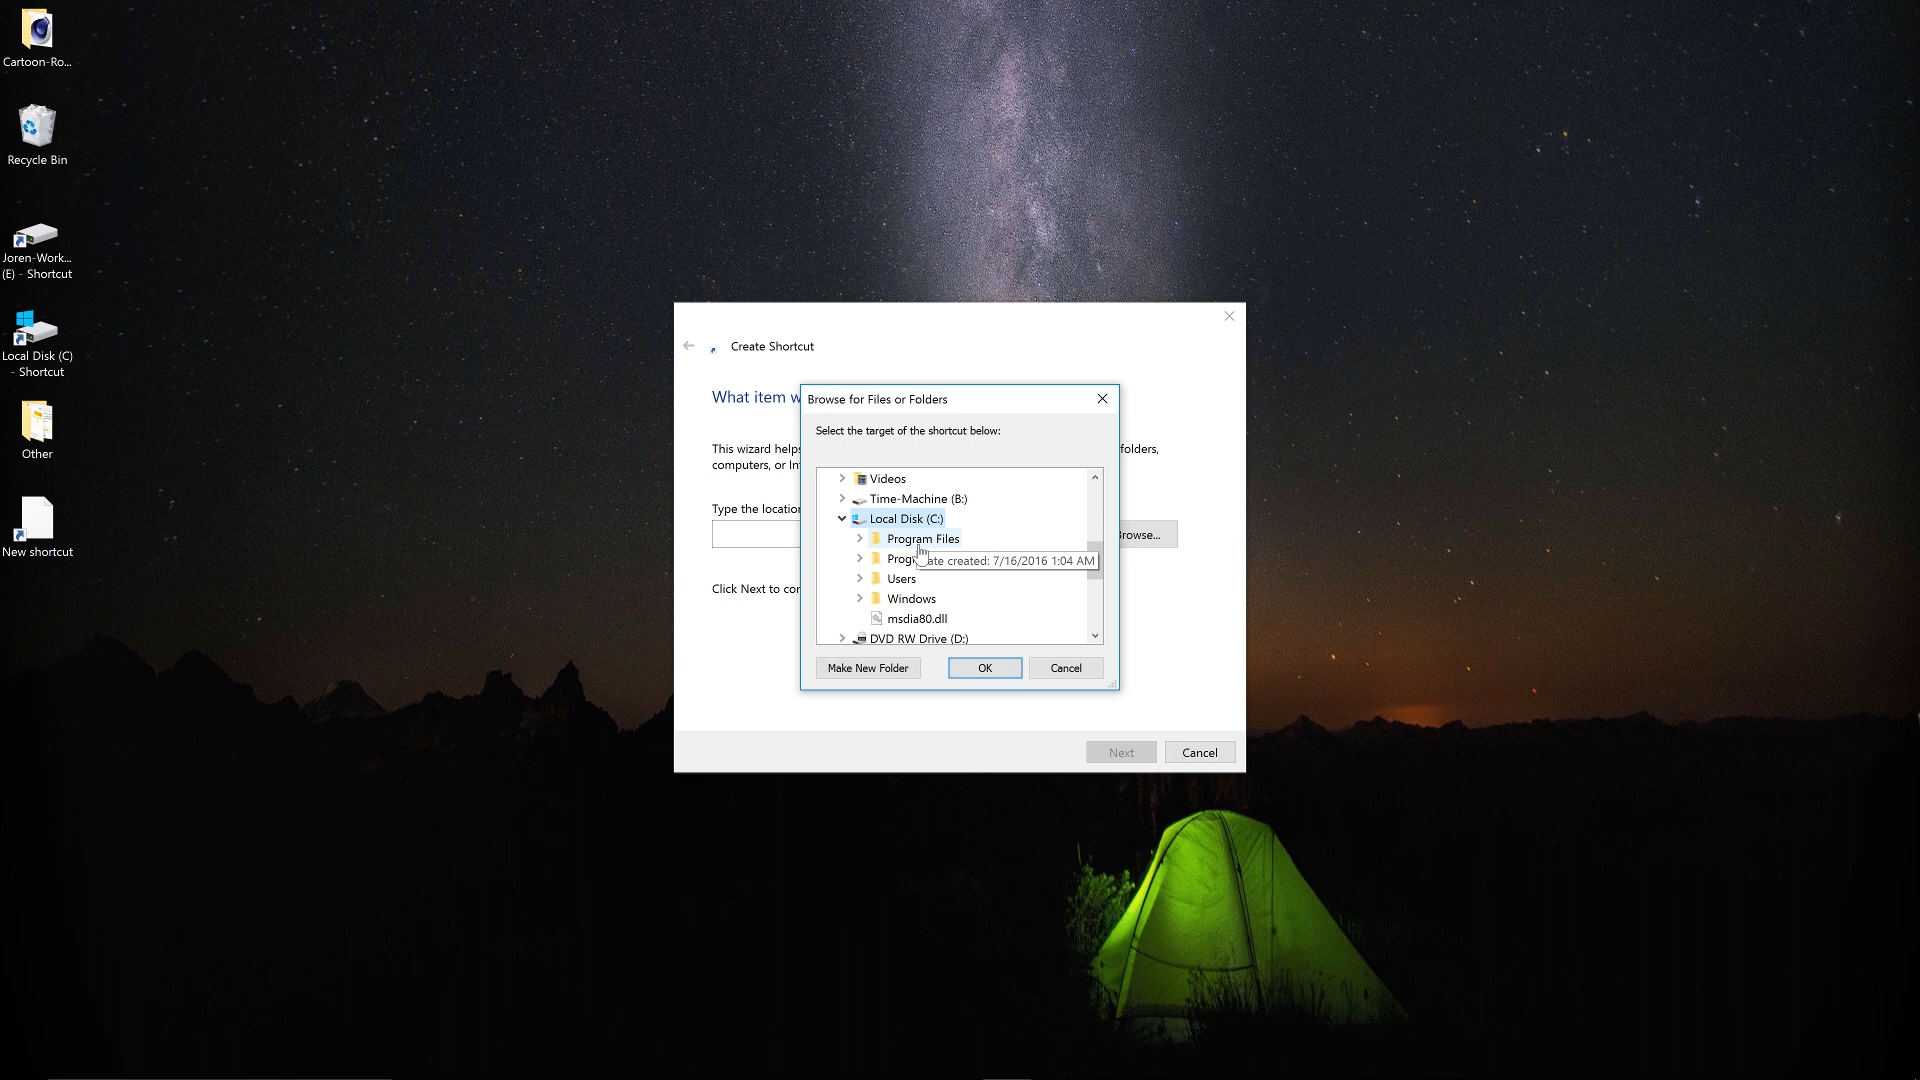 Cartoon-Ro...
Recycle Bin
Joren-Work...
(E) - Shortcut
Local Disk (C)
- Shortcut
Other
New shortcut
Create Shortcut
What item w
This wizard helps
folders,
computers, or In
Type the location
rowse...
Click Next to con
Next
Cancel
Browse for Files or Folders
Select the target of the shortcut below:
Videos
Time-Machine (B:)
Local Disk (C:)
Program Files
Progr
ate created: 7/16/2016 1:04 AM
Users
Windows
msdia80.dll
DVD RW Drive (D:)
Make New Folder
OK
Cancel